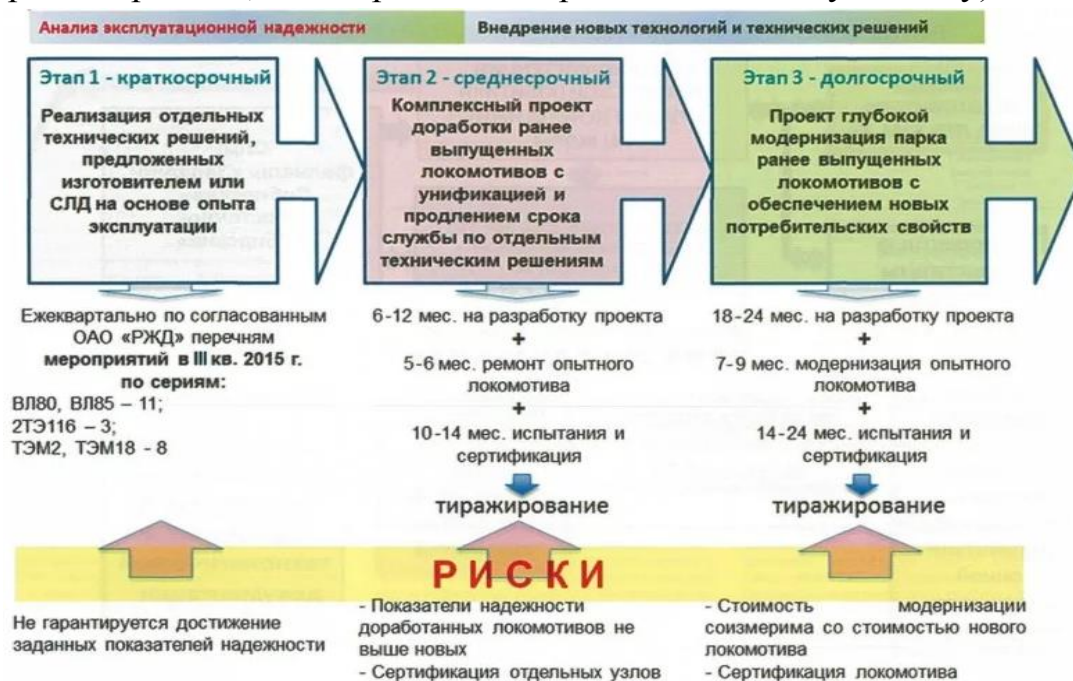 Анализ эксплуатационной надежности
Внедрение новых технологий и технических решений
Этап 1 - краткосрочный
Реализация отдельных
технических решений,
предложенных
изготовителем или
СЛД на основе опыта
эксплуатации
Этап 2 - среднесрочный
Комплексный проект
доработки ранее
выпущенных
локомотивов с
унификацией и
продлением срока
службы по отдельным
техническим решениям
Этап 3 - долгосрочный
Проект глубокой
модернизация парка
ранее выпущенных
локомотивов с
обеспечением новых
потребительских свойств
Ежеквартально по согласованным
ОАО «РЖД» перечням
мероприятий в III кв. 2015 г.
по сериям:
ВЛ80, ВЛ85 – 11;
2ТЭ116 – 3;
ТЭМ2, ТЭМ18 - 8
6-12 мес. на разработку проекта
+
5-6 мес. ремонт опытного
локомотива
+
10-14 мес. испытания и
сертификация
тиражирование
18-24 мес. на разработку проекта
+
7-9 мес. модернизация опытного
локомотива
+
14-24 мес. испытания и
сертификация
тиражирование
РИСКИ
Не гарантируется достижение
заданных показателей надежности
- Показатели надежности
доработанных локомотивов не
выше новых
- Сертификация отдельных узлов
- Стоимость модернизации
соизмерима со стоимостью нового
локомотива
- Сертификация локомотива